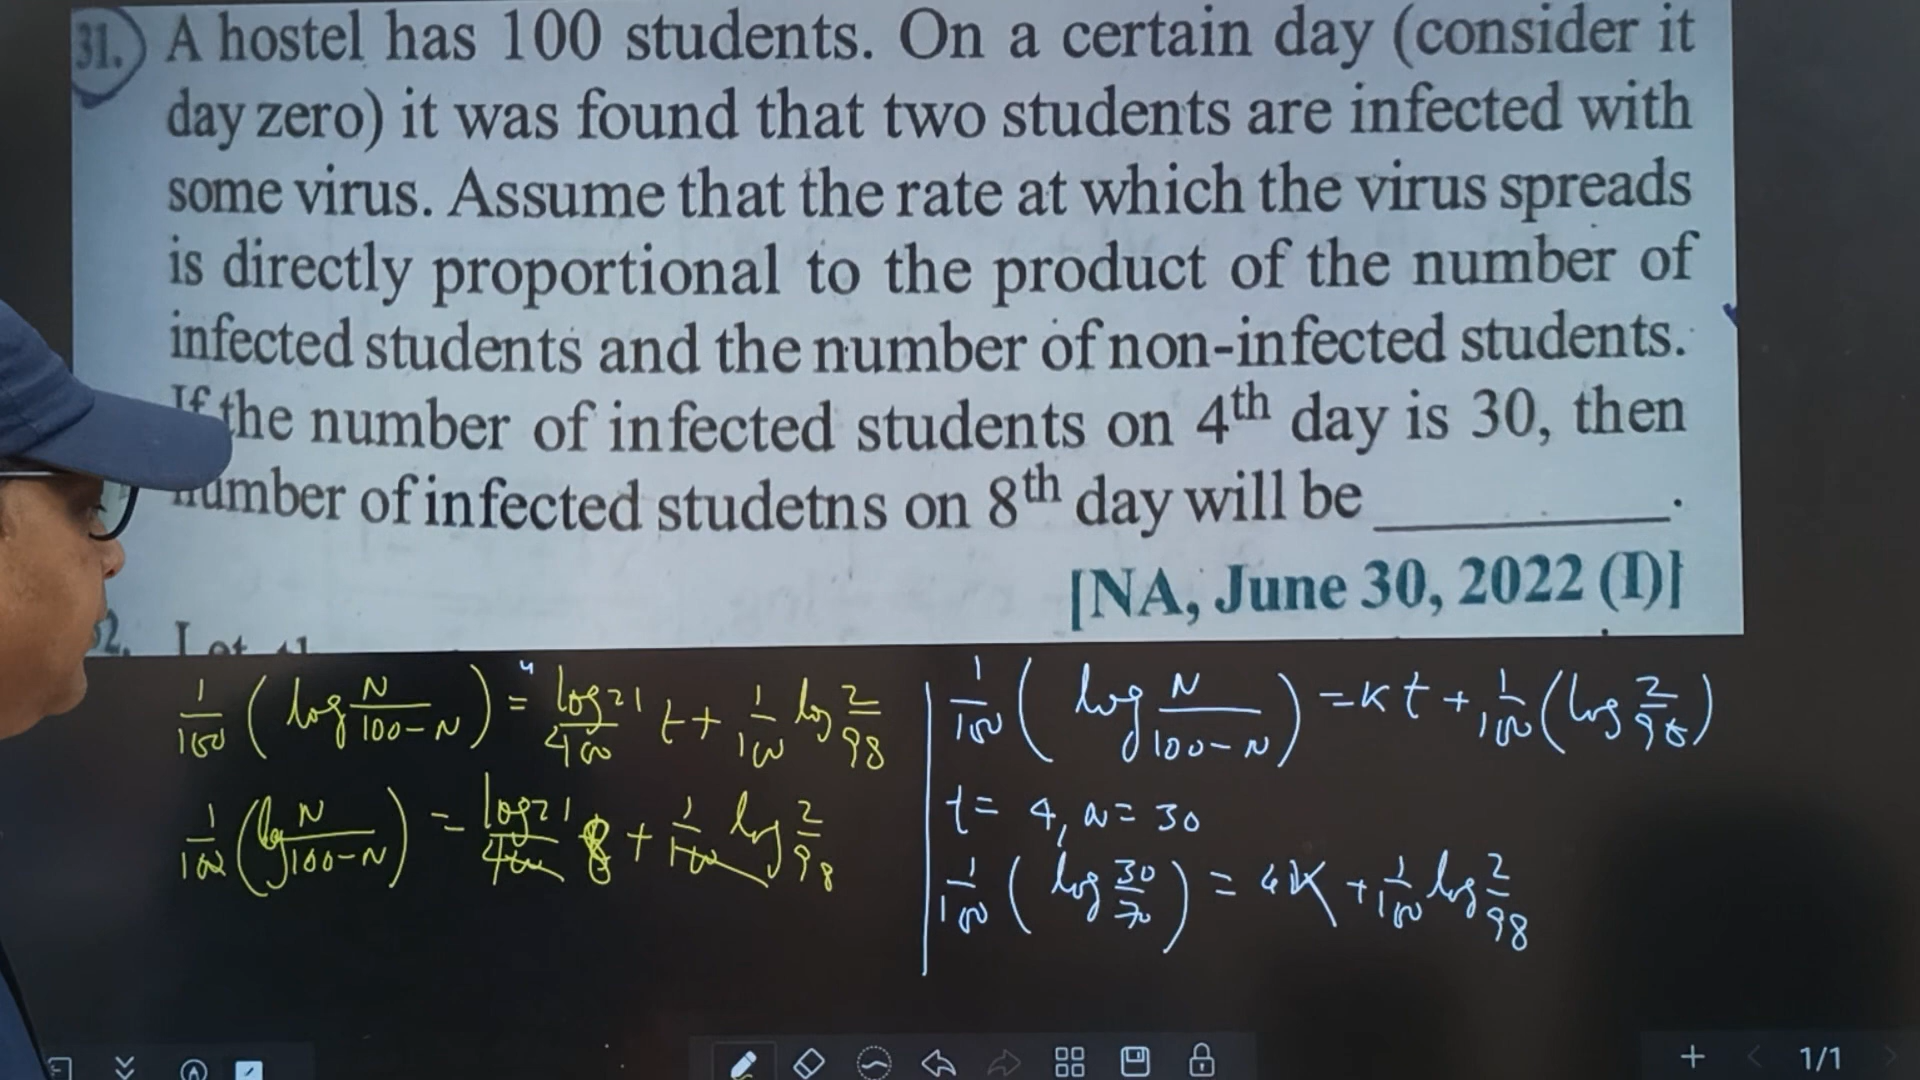 31. A hostel has 100 students. On a certain day (consider it
day zero) it was found that two students are infected with
some virus. Assume that the rate at which the virus spreads
is directly proportional to the product of the number of
infected students and the number of non-infected students.
If the number of infected students on 4th day is 30, then
number of infected studetns on 8th day will be ________.
[NA, June 30, 2022 (I)]
32. Let
1/100 ( log N/(100-N) ) = log 21/400 t + 1/100 log 2/98
1/100 ( log N/(100-N) ) = log 21/400 8 + 1/100 log 2/98
1/100 ( log N/(100-N) ) = Kt + 1/100 ( log 2/98 )
t = 4, N = 30
1/100 ( log 30/70 ) = 4K + 1/100 log 2/98
1/1